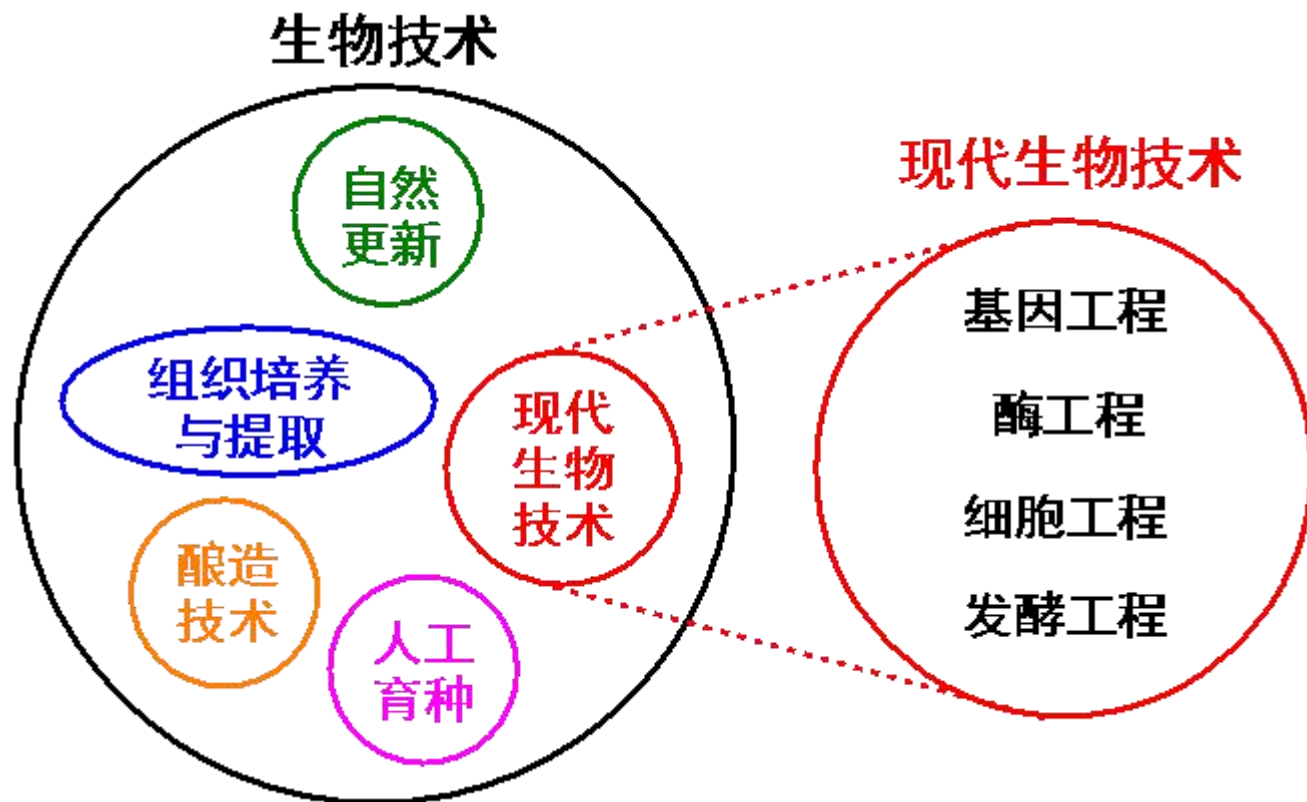 生物技术
自然
更新
组织培养
与提取
现代
生物
技术
酿造
技术
人工
育种
现代生物技术
基因工程
酶工程
细胞工程
发酵工程